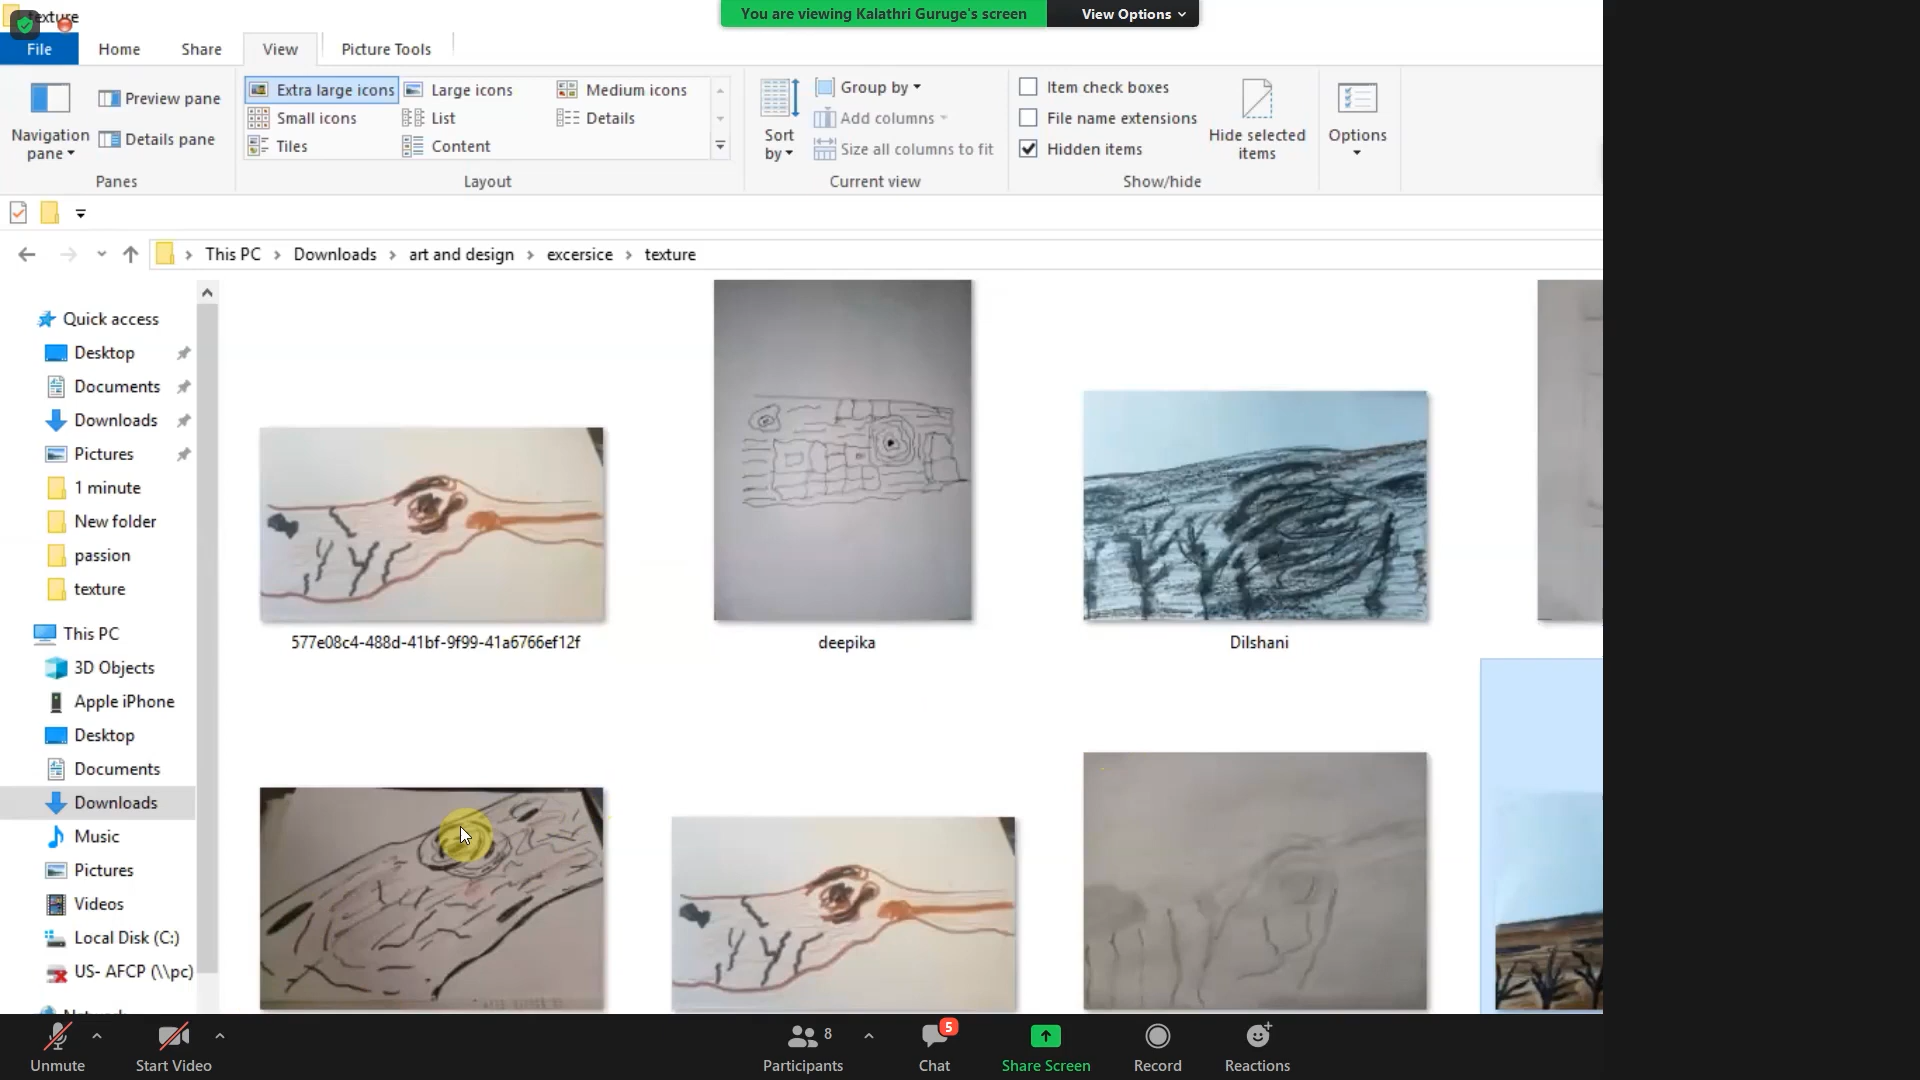 texture
You are viewing Kalathri Guruge's screen
View Options
File
Home
Share
View
Picture Tools
Navigation pane
Preview pane
Details pane
Panes
Extra large icons
Large icons
Medium icons
Small icons
List
Details
Tiles
Content
Layout
Sort by
Group by
Add columns
Size all columns to fit
Current view
Item check boxes
File name extensions
Hidden items
Hide selected items
Show/hide
Options
This PC
Downloads
art and design
excersice
texture
Quick access
Desktop
Documents
Downloads
Pictures
1 minute
New folder
passion
texture
This PC
3D Objects
Apple iPhone
Desktop
Documents
Downloads
Music
Pictures
Videos
Local Disk (C:)
US- AFCP (\\pc)
577e08c4-488d-41bf-9f99-41a6766ef12f
deepika
Dilshani
Unmute
Start Video
8
Participants
5
Chat
Share Screen
Record
Reactions